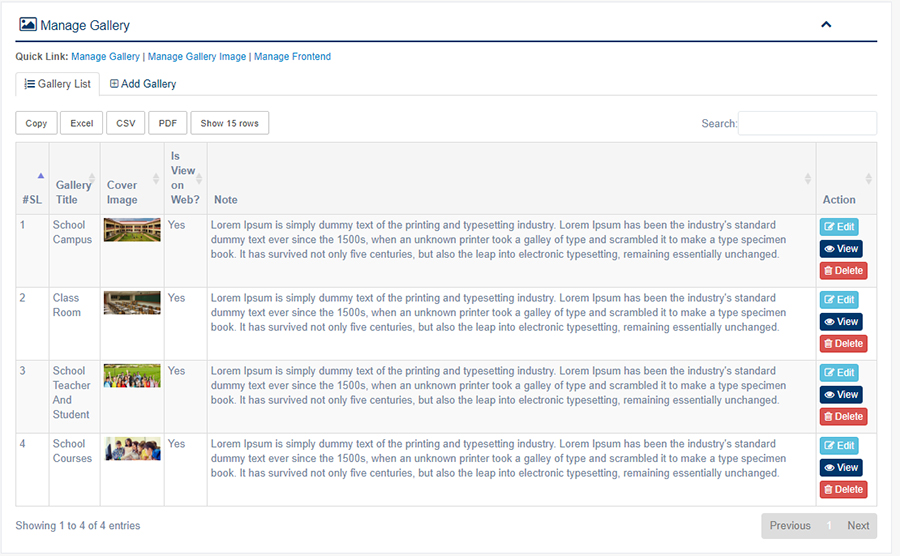 Manage Gallery
Quick Link: Manage Gallery | Manage Gallery Image | Manage Frontend
Gallery List
Add Gallery
Copy
Excel
CSV
PDF
Show 15 rows
Search:
#SL
Gallery
Title
Cover
Image
Is
View
on
Web?
Note
Action
1
School
Campus
Yes
Lorem Ipsum is simply dummy text of the printing and typesetting industry. Lorem Ipsum has been the industry's standard
dummy text ever since the 1500s, when an unknown printer took a galley of type and scrambled it to make a type specimen
book. It has survived not only five centuries, but also the leap into electronic typesetting, remaining essentially unchanged.
Edit
View
Delete
2
Class
Room
Yes
Lorem Ipsum is simply dummy text of the printing and typesetting industry. Lorem Ipsum has been the industry's standard
dummy text ever since the 1500s, when an unknown printer took a galley of type and scrambled it to make a type specimen
book. It has survived not only five centuries, but also the leap into electronic typesetting, remaining essentially unchanged.
Edit
View
Delete
3
School
Teacher
And
Student
Yes
Lorem Ipsum is simply dummy text of the printing and typesetting industry. Lorem Ipsum has been the industry's standard
dummy text ever since the 1500s, when an unknown printer took a galley of type and scrambled it to make a type specimen
book. It has survived not only five centuries, but also the leap into electronic typesetting, remaining essentially unchanged.
Edit
View
Delete
4
School
Courses
Yes
Lorem Ipsum is simply dummy text of the printing and typesetting industry. Lorem Ipsum has been the industry's standard
dummy text ever since the 1500s, when an unknown printer took a galley of type and scrambled it to make a type specimen
book. It has survived not only five centuries, but also the leap into electronic typesetting, remaining essentially unchanged.
Edit
View
Delete
Showing 1 to 4 of 4 entries
Previous 1 Next